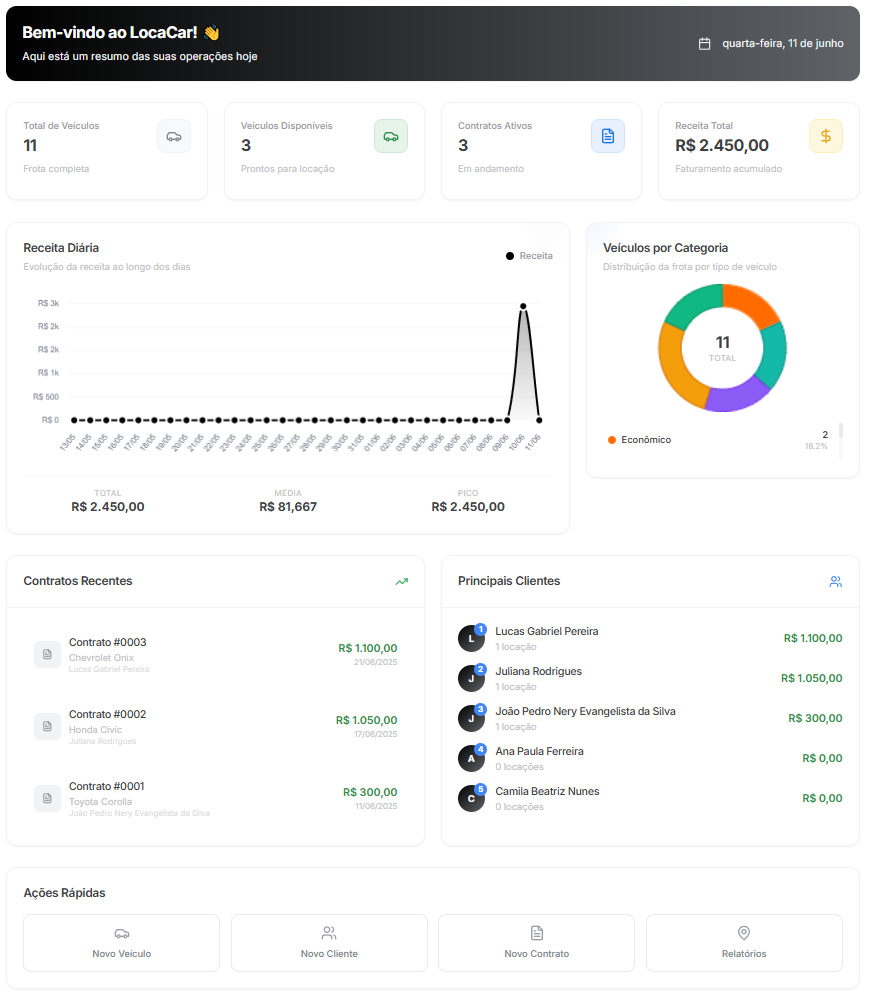 Bem-vindo ao LocaCar! 👋
Aqui está um resumo das suas operações hoje
quarta-feira, 11 de junho
Total de Veículos
11
Frota completa
Veículos Disponíveis
3
Prontos para locação
Contratos Ativos
3
Em andamento
Receita Total
R$ 2.450,00
Faturamento acumulado
Receita Diária
Evolução da receita ao longo dos dias
Receita
R$ 3k
R$ 2k
R$ 2k
R$ 1k
R$ 500
R$ 0
13/05 14/05 15/05 16/05 17/05 18/05 19/05 20/05 21/05 22/05 23/05 24/05 25/05 26/05 27/05 28/05 29/05 30/05 31/05 01/06 02/06 03/06 04/06 05/06 06/06 07/06 08/06 09/06 10/06 11/06
TOTAL
R$ 2.450,00
MÉDIA
R$ 81,667
PICO
R$ 2.450,00
Veículos por Categoria
Distribuição da frota por tipo de veículo
11
TOTAL
Econômico
2
18.2%
Contratos Recentes
Contrato #0003
Chevrolet Onix
Lucas Gabriel Pereira
R$ 1.100,00
21/06/2025
Contrato #0002
Honda Civic
Juliana Rodrigues
R$ 1.050,00
17/06/2025
Contrato #0001
Toyota Corolla
João Pedro Nery Evangelista da Silva
R$ 300,00
11/06/2025
Principais Clientes
L
1
Lucas Gabriel Pereira
1 locação
R$ 1.100,00
J
2
Juliana Rodrigues
1 locação
R$ 1.050,00
J
3
João Pedro Nery Evangelista da Silva
1 locação
R$ 300,00
A
4
Ana Paula Ferreira
0 locações
R$ 0,00
C
5
Camila Beatriz Nunes
0 locações
R$ 0,00
Ações Rápidas
Novo Veículo
Novo Cliente
Novo Contrato
Relatórios